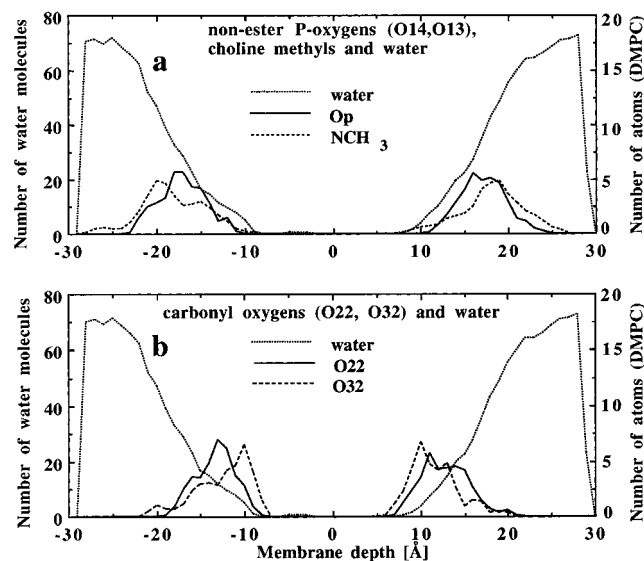 non-ester P-oxygens (O14,O13),
choline methyls and water
a
water
Op
NCH 3
Number of water molecules
Number of atoms (DMPC)
80
60
40
20
0
20
15
10
5
0
-30 -20 -10 0 10 20 30
carbonyl oxygens (O22, O32) and water
b
water
O22
O32
Number of water molecules
Number of atoms (DMPC)
80
60
40
20
0
20
15
10
5
0
-30 -20 -10 0 10 20 30
Membrane depth [Å]